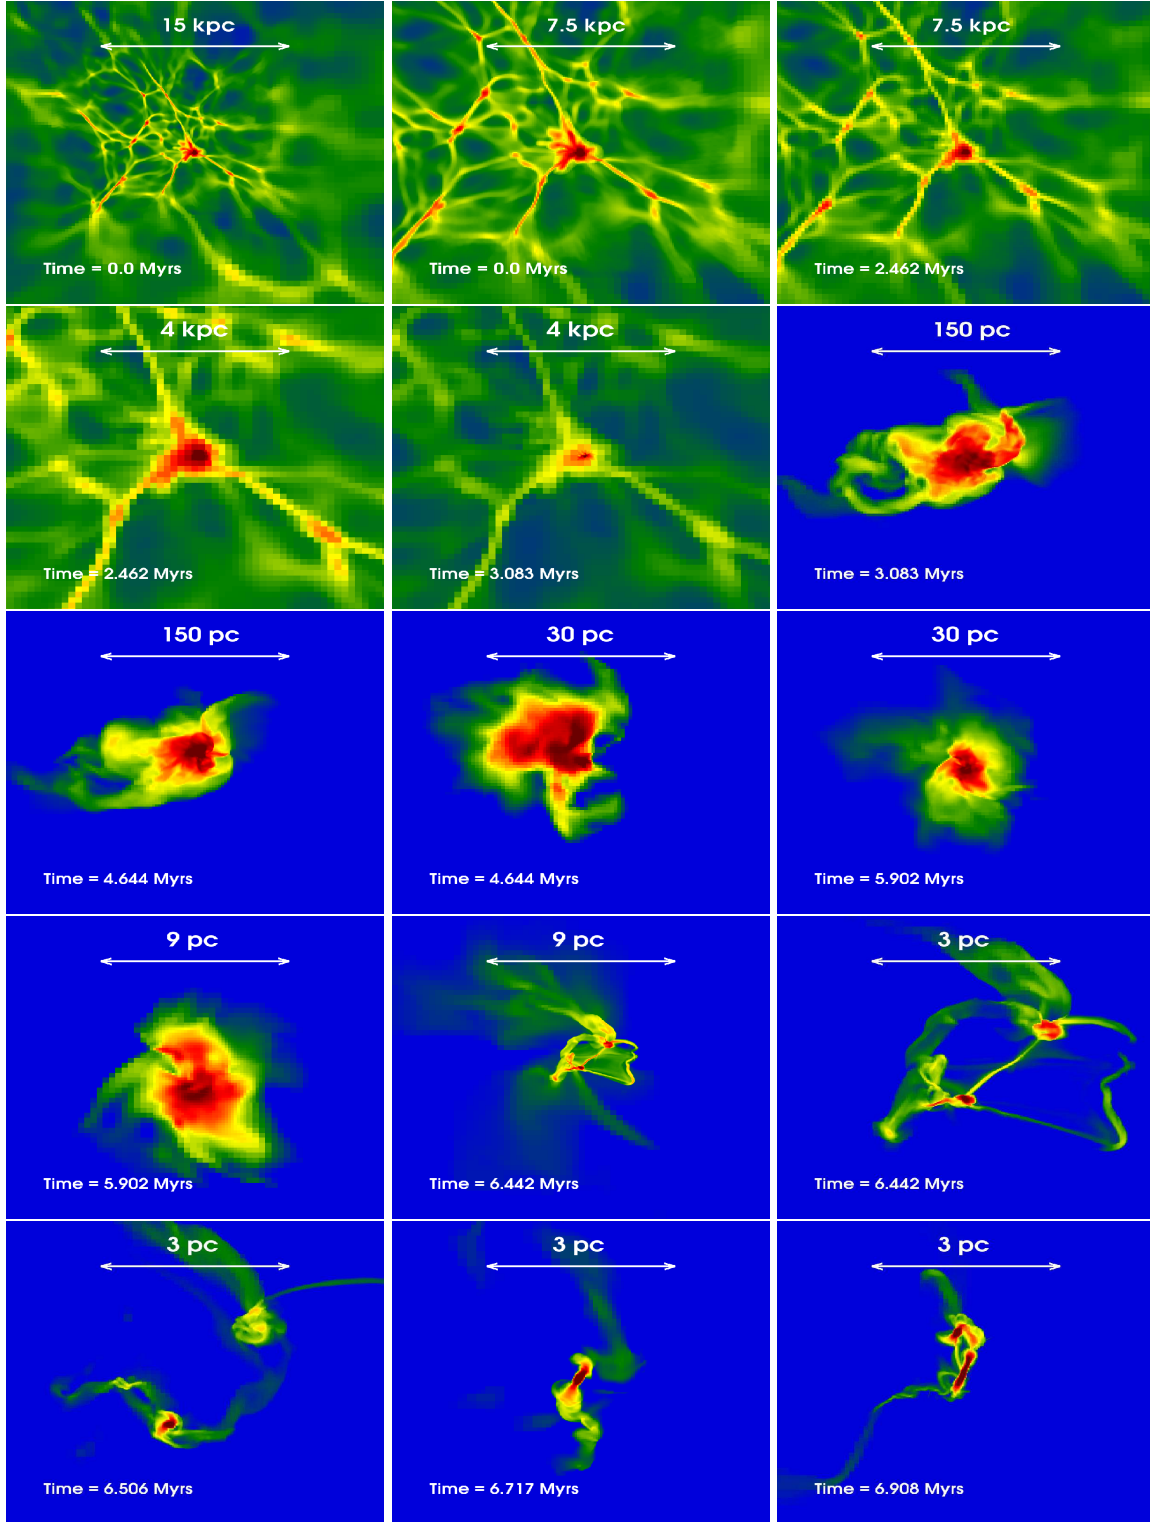 15 kpc
Time = 0.0 Myrs
7.5 kpc
Time = 0.0 Myrs
7.5 kpc
Time = 2.462 Myrs
4 kpc
Time = 2.462 Myrs
4 kpc
Time = 3.083 Myrs
150 pc
Time = 3.083 Myrs
150 pc
Time = 4.644 Myrs
30 pc
Time = 4.644 Myrs
30 pc
Time = 5.902 Myrs
9 pc
Time = 5.902 Myrs
9 pc
Time = 6.442 Myrs
3 pc
Time = 6.442 Myrs
3 pc
Time = 6.506 Myrs
3 pc
Time = 6.717 Myrs
3 pc
Time = 6.908 Myrs